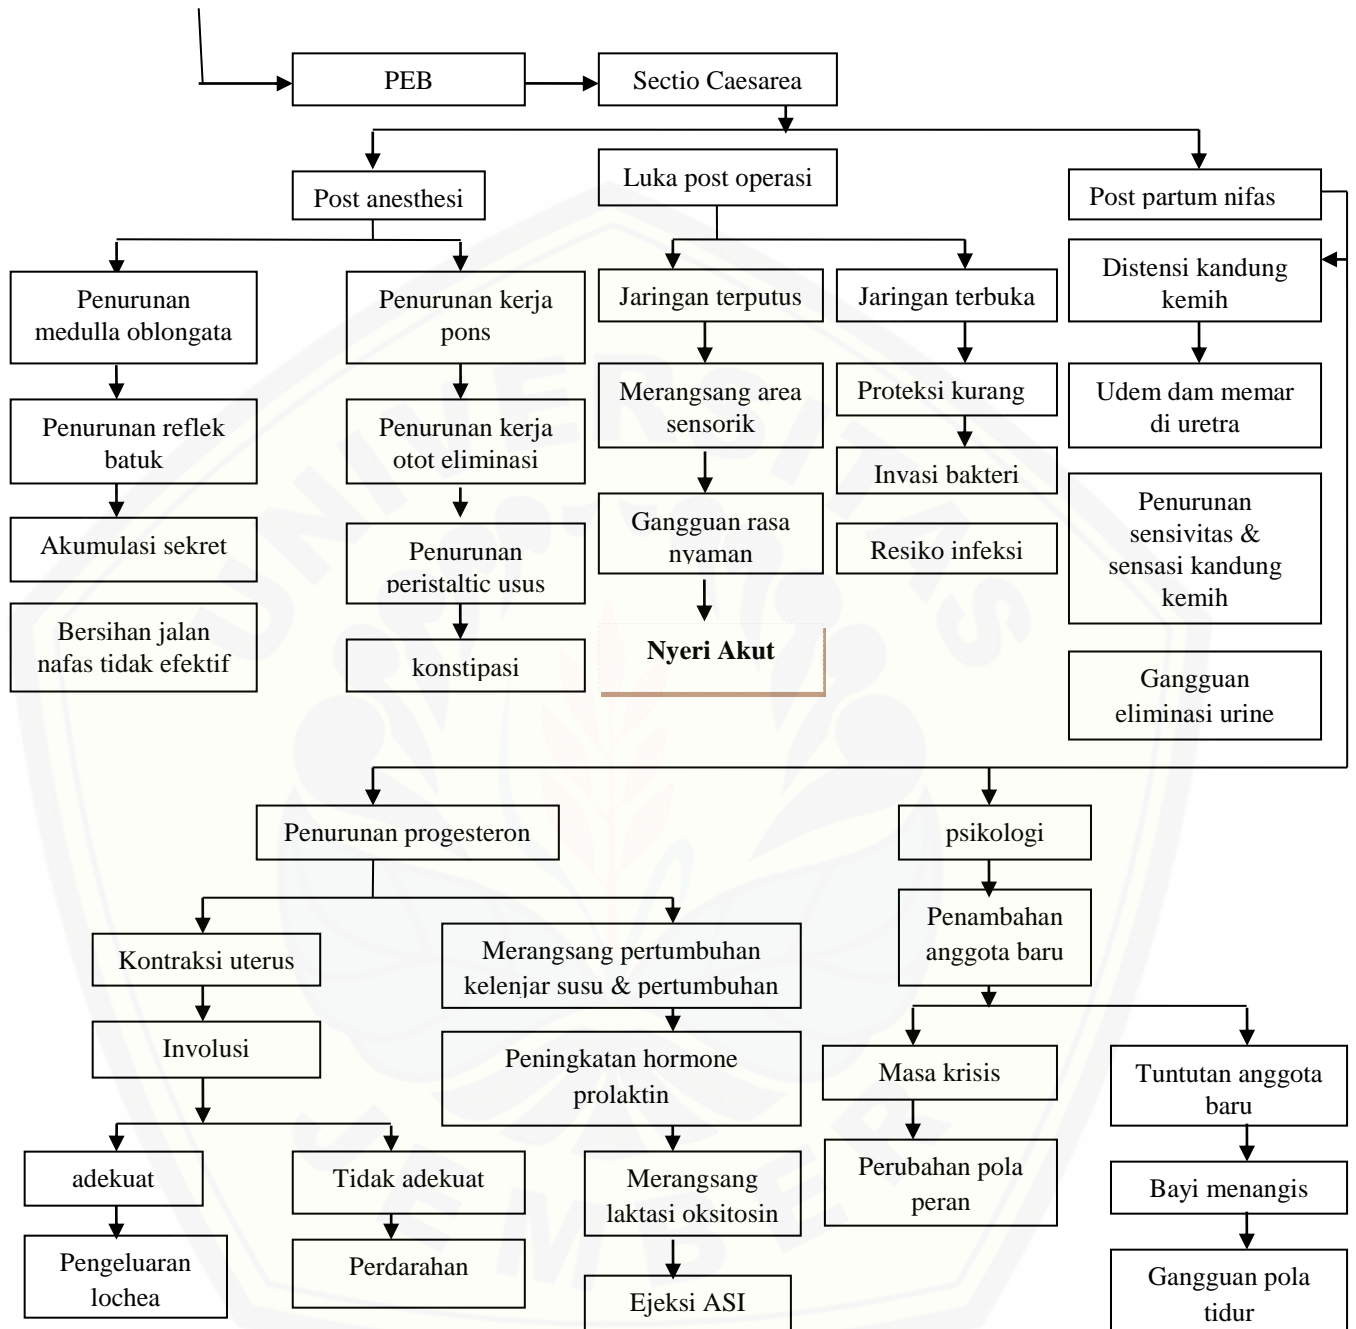 PEB
Sectio Caesarea
Post anesthesi
Luka post operasi
Post partum nifas
Penurunan
medulla oblongata
Penurunan kerja
pons
Jaringan terputus
Jaringan terbuka
Distensi kandung
kemih
Penurunan reflek
batuk
Penurunan kerja
otot eliminasi
Merangsang area
sensorik
Proteksi kurang
Udem dam memar
di uretra
Akumulasi sekret
Penurunan
peristaltic usus
Gangguan rasa
nyaman
Invasi bakteri
Resiko infeksi
Penurunan
sensivitas &
sensasi kandung
kemih
Bersihan jalan
nafas tidak efektif
konstipasi
Nyeri Akut
Gangguan
eliminasi urine
Penurunan progesteron
psikologi
Kontraksi uterus
Merangsang pertumbuhan
kelenjar susu & pertumbuhan
Penambahan
anggota baru
Involusi
Peningkatan hormone
prolaktin
Masa krisis
Tuntutan anggota
baru
adekuat
Tidak adekuat
Merangsang
laktasi oksitosin
Perubahan pola
peran
Bayi menangis
Pengeluaran
lochea
Perdarahan
Ejeksi ASI
Gangguan pola
tidur
UNIVERSITAS
JEMBER